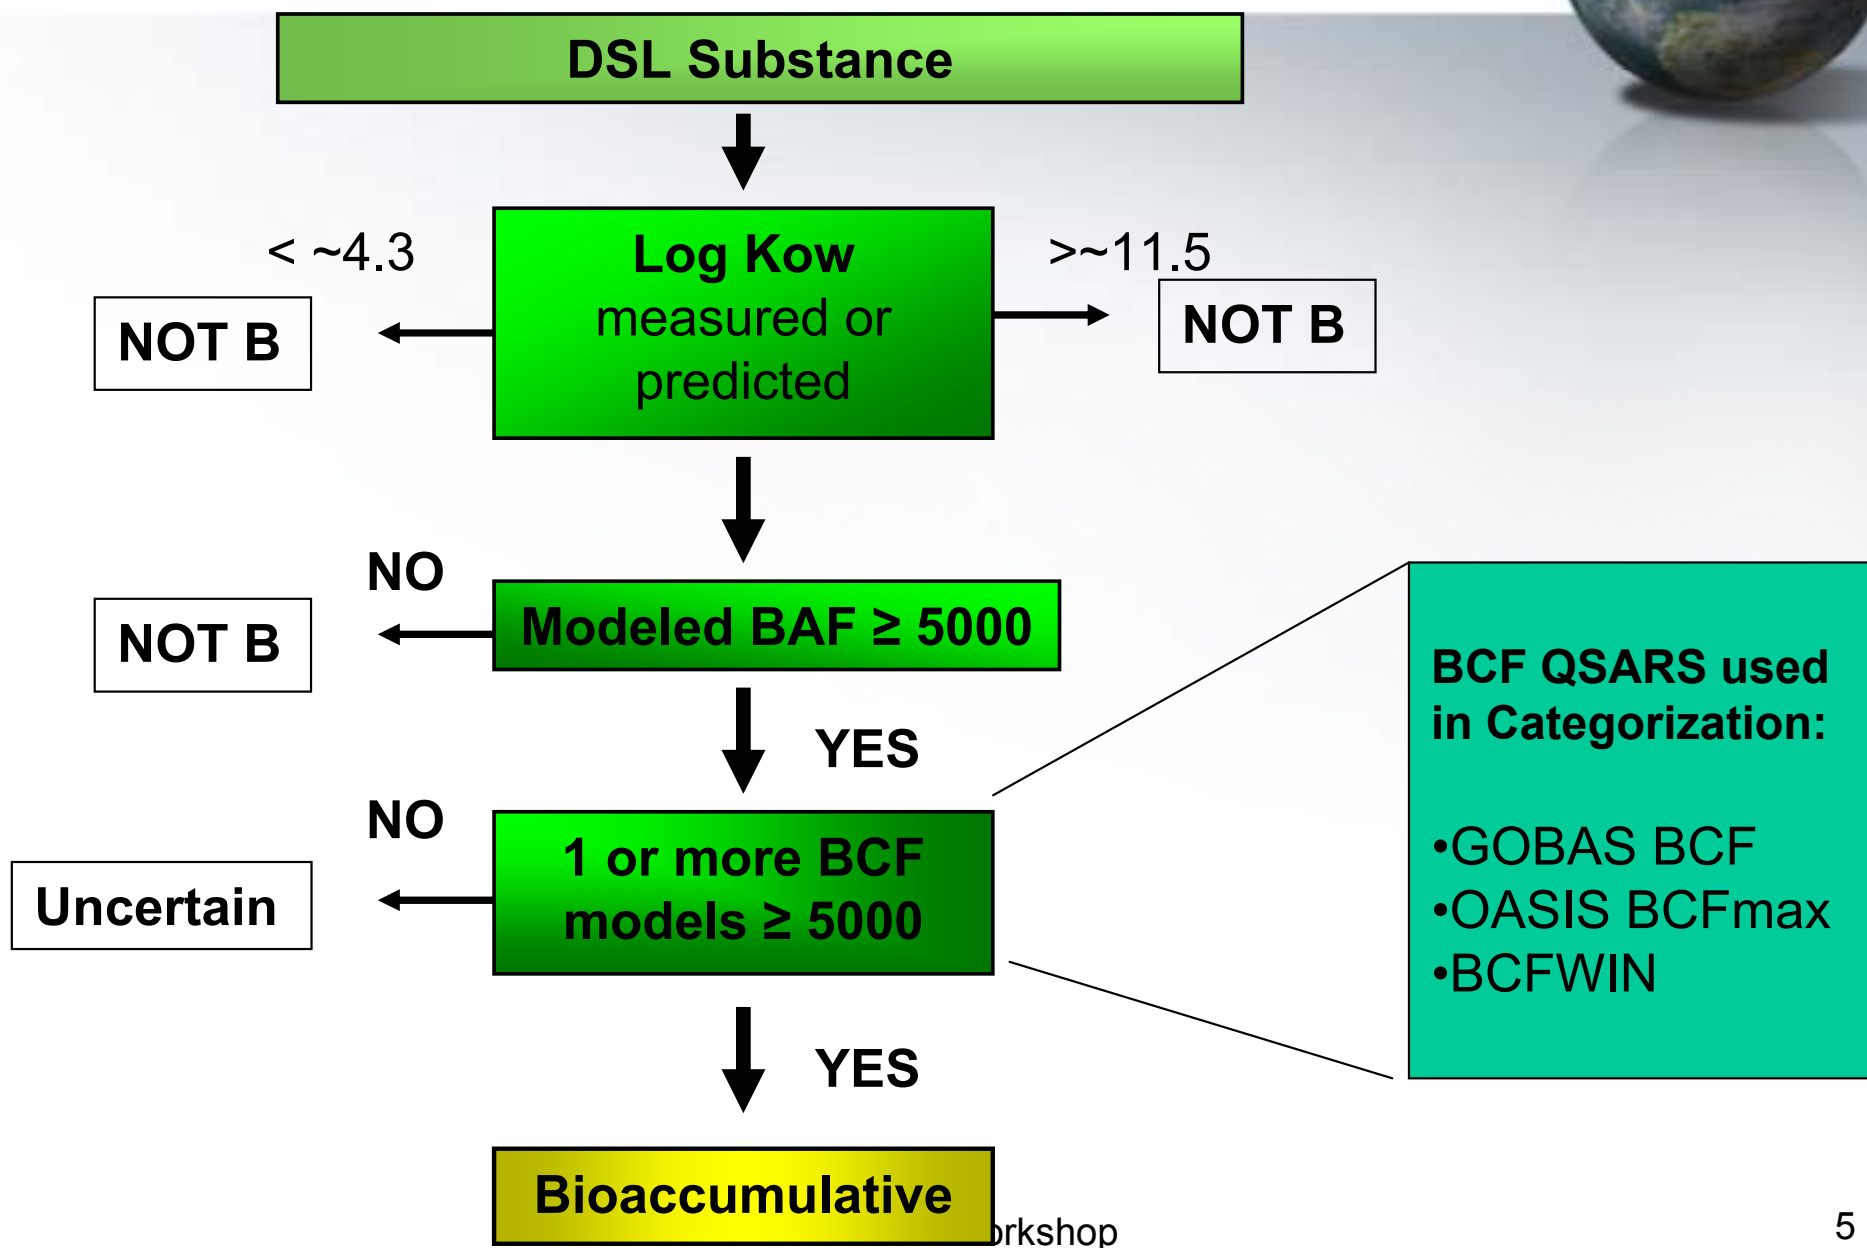 DSL Substance
< ~4.3
Log Kow
measured or
predicted
>~11.5
NOT B
NOT B
NO
Modeled BAF ≥ 5000
NOT B
YES
NO
1 or more BCF
models ≥ 5000
Uncertain
BCF QSARS used
in Categorization:
•GOBAS BCF
•OASIS BCFmax
•BCFWIN
YES
Bioaccumulative
5